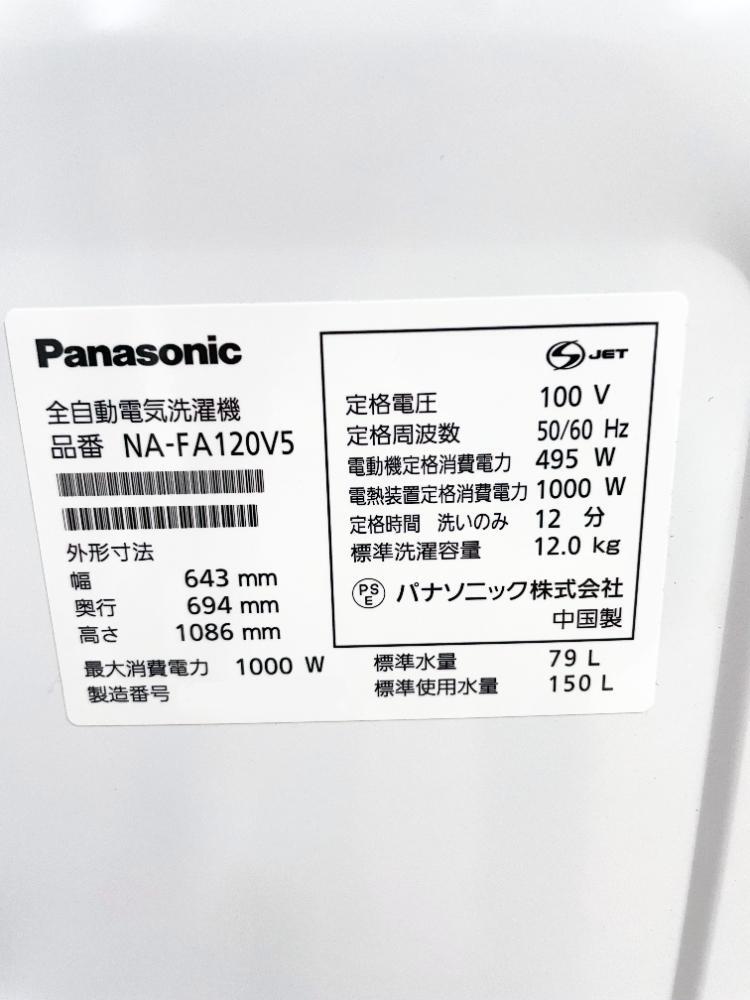 Panasonic
全自動電気洗濯機
品番 NA-FA120V5
外形寸法
幅 643 mm
奥行 694 mm
高さ 1086 mm
最大消費電力 1000 W
製造番号
JET
定格電圧 100 V
定格周波数 50/60 Hz
電動機定格消費電力 495 W
電熱装置定格消費電力 1000 W
定格時間 洗いのみ 12 分
標準洗濯容量 12.0 kg
PS
E
パナソニック株式会社
中国製
標準水量 79 L
標準使用水量 150 L